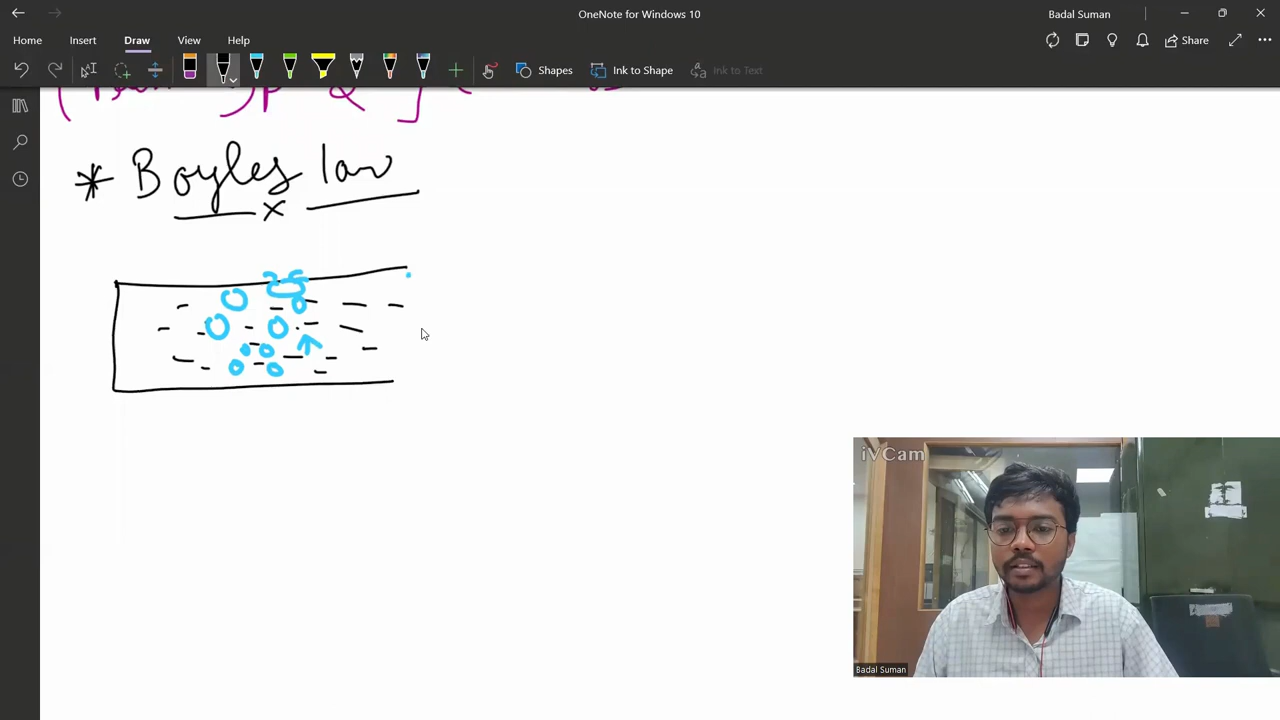 OneNote for Windows 10
Badal Suman
Home Insert Draw View Help
Share
Shapes
Ink to Shape
Ink to Text
* Boyles law
x
iVCam
Badal Suman